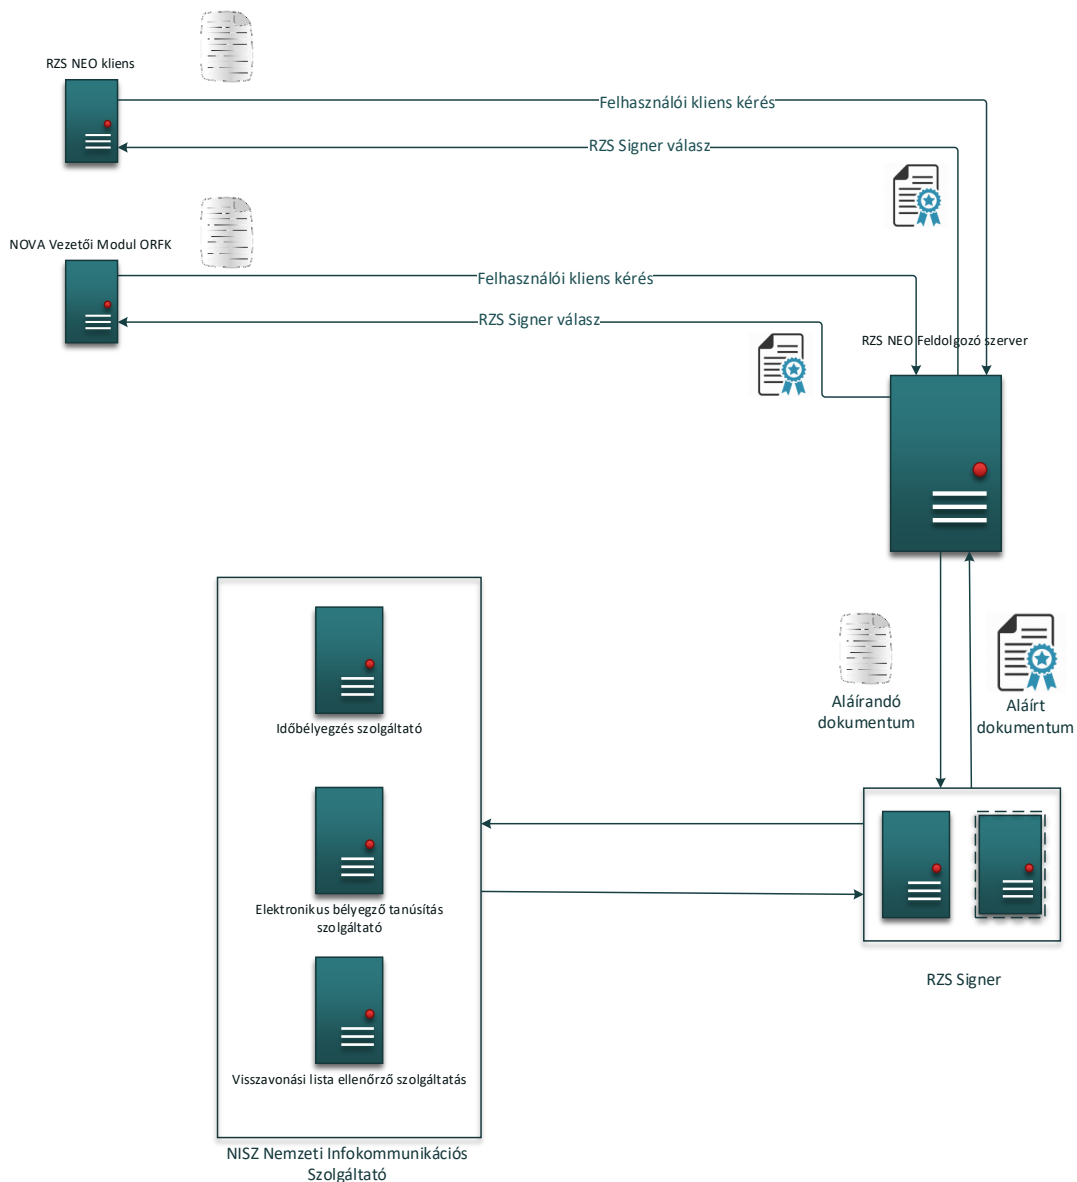 RZS NEO kliens
Felhasználói kliens kérés
RZS Signer válasz
NOVA Vezetői Modul ORFK
Felhasználói kliens kérés
RZS Signer válasz
RZS NEO Feldolgozó szerver
Aláírandó
dokumentum
Aláírt
dokumentum
Időbélyegzés szolgáltató
Elektronikus bélyegző tanúsítás
szolgáltató
RZS Signer
Visszavonási lista ellenőrző szolgáltatás
NISZ Nemzeti Infokommunikációs
Szolgáltató